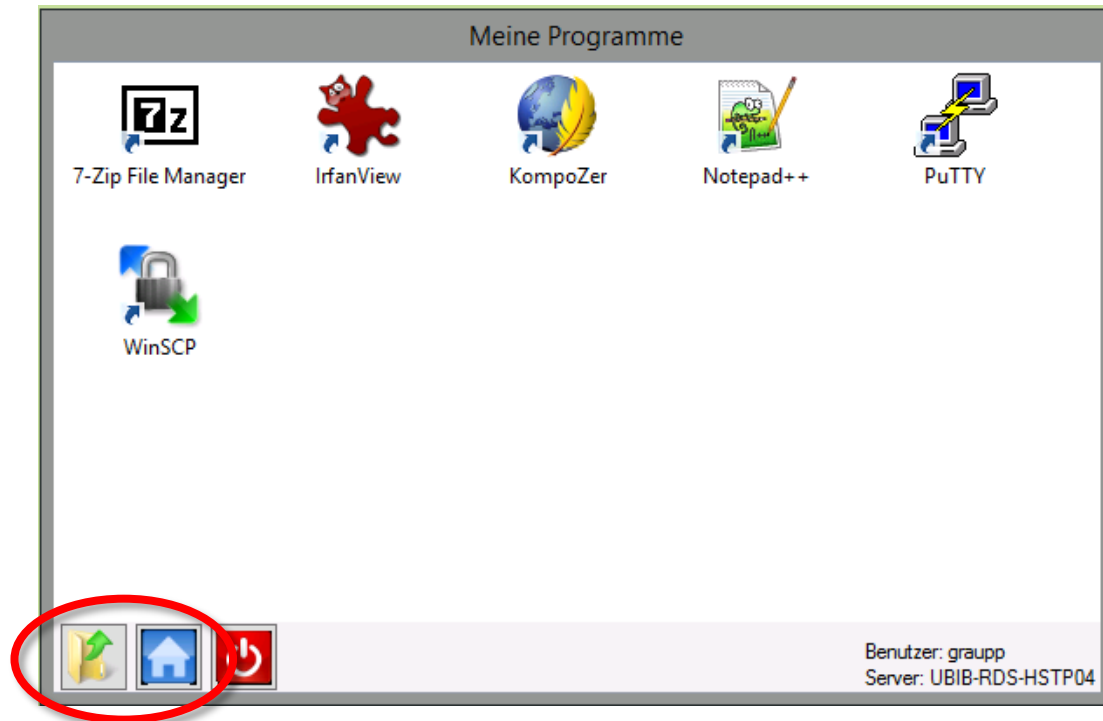 Meine Programme
7-Zip File Manager
IrfanView
KompoZer
Notepad++
PuTTY
WinSCP
Benutzer: graupp
Server: UBIB-RDS-HSTP04